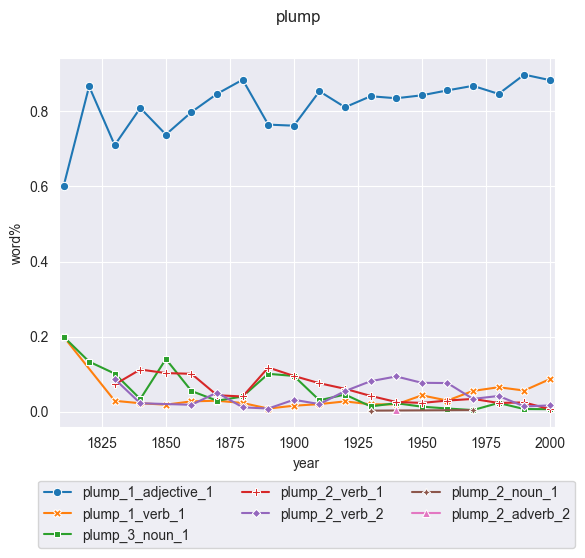 plump
0.8
0.6
0.4
0.2
0.0
word%
1825 1850 1875 1900 1925 1950 1975 2000
year
plump_1_adjective_1 plump_2_verb_1 plump_2_noun_1
plump_1_verb_1 plump_2_verb_2 plump_2_adverb_2
plump_3_noun_1